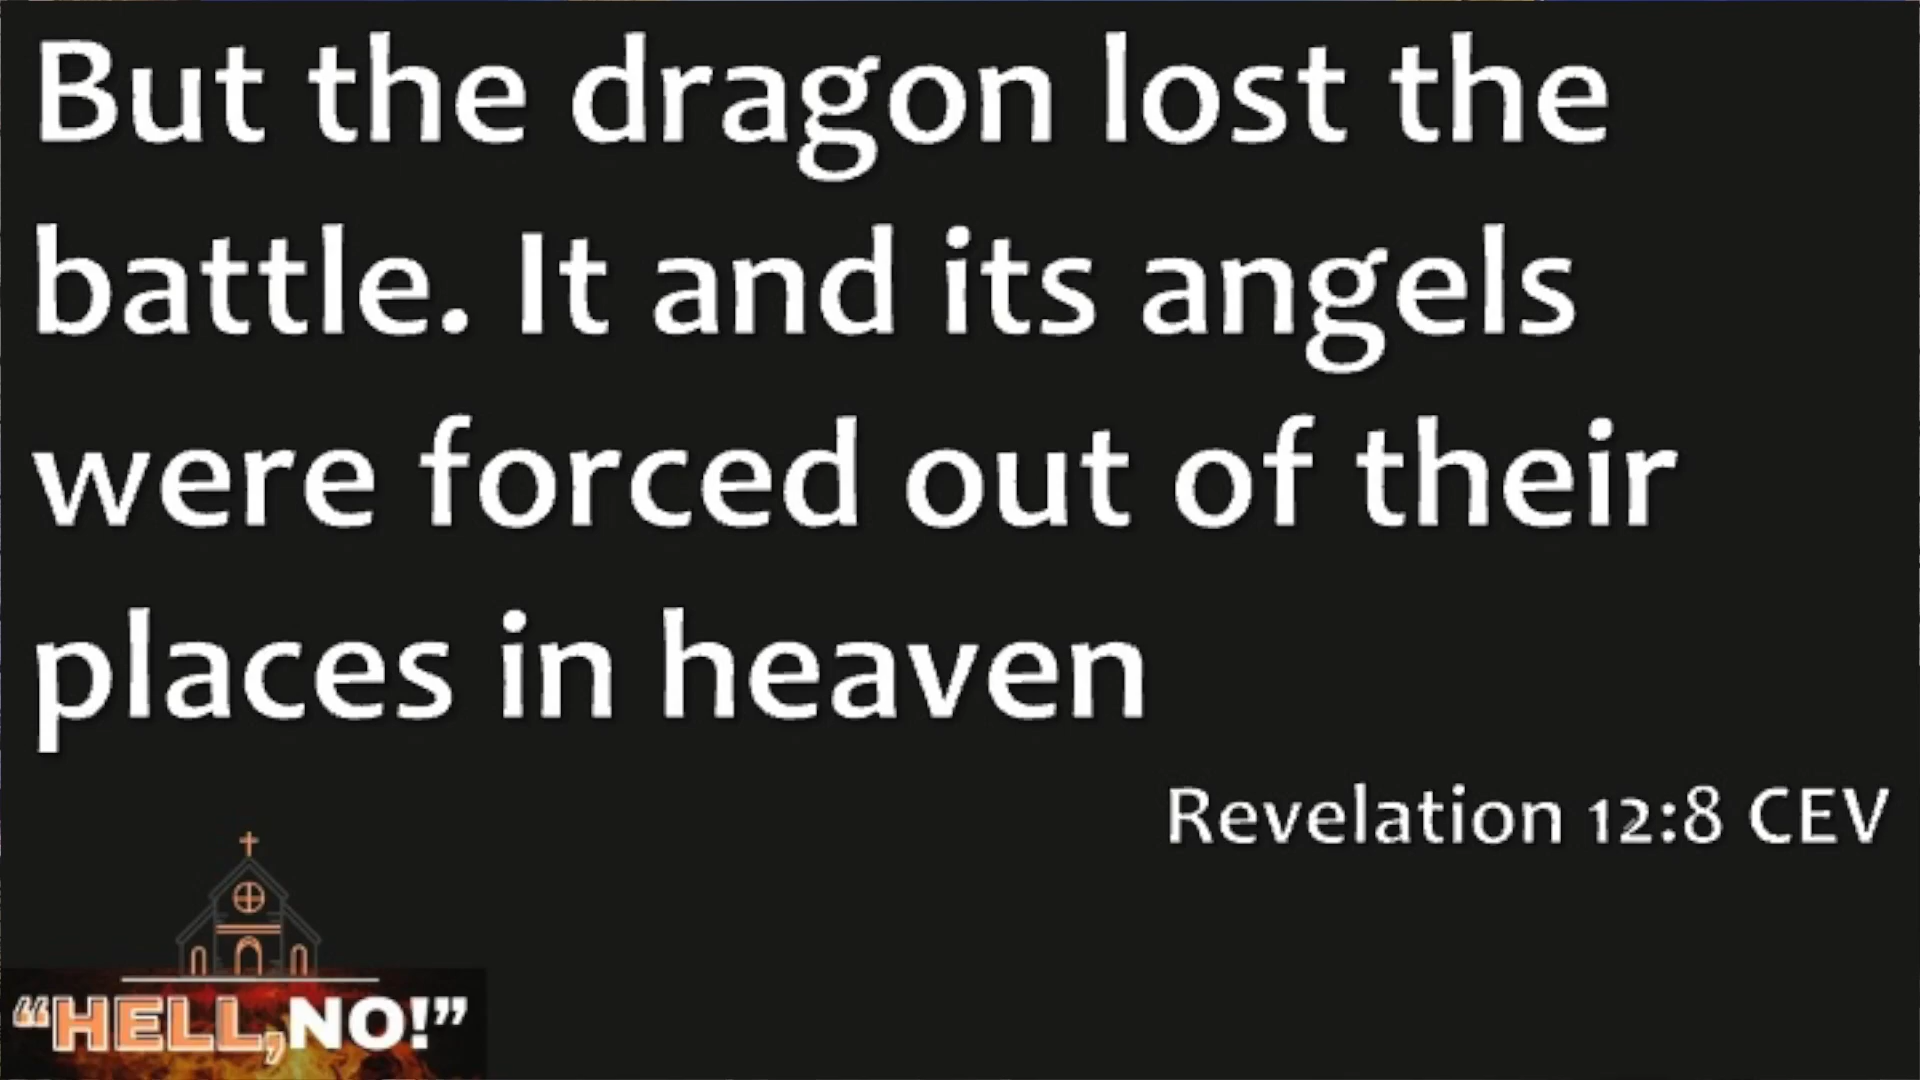 But the dragon lost the
battle. It and its angels
were forced out of their
places in heaven
Revelation 12:8 CEV
“HELL, NO!”